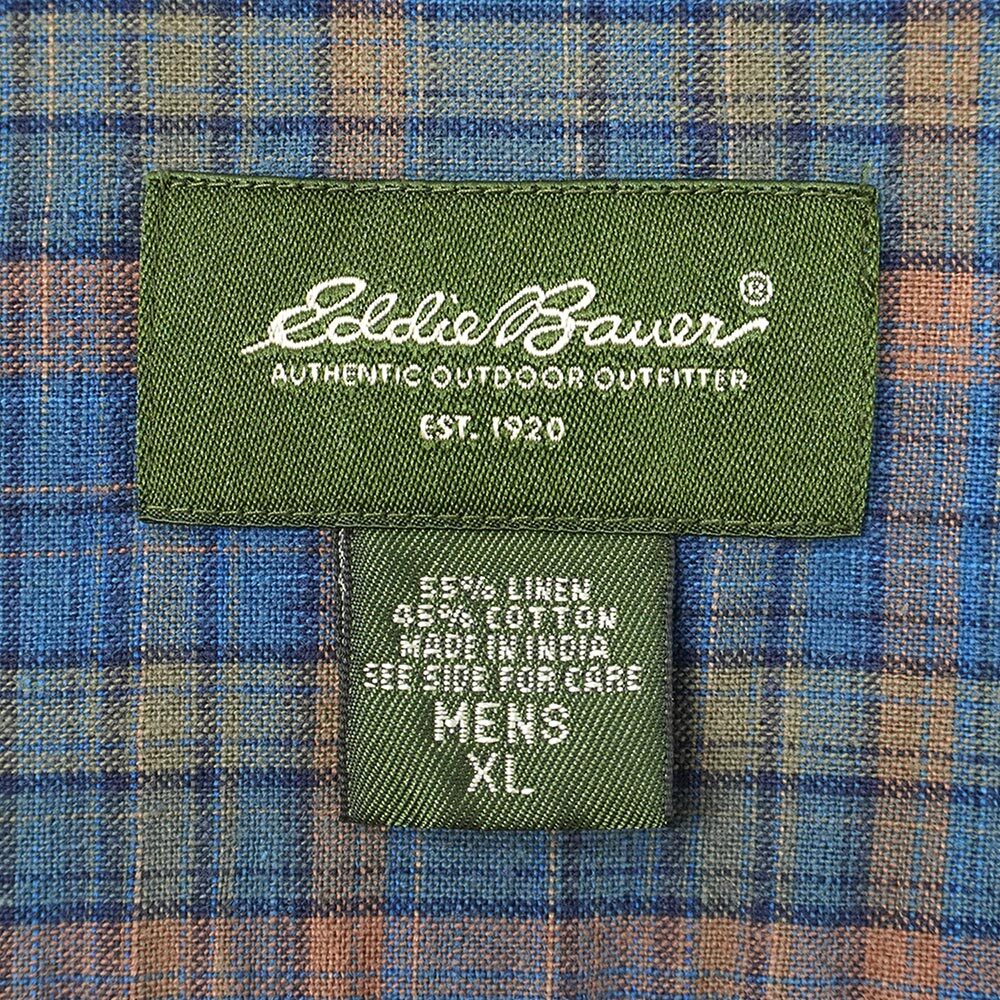 Eddie Bauer®
AUTHENTIC OUTDOOR OUTFITTER
EST. 1920
55% LINEN
45% COTTON
MADE IN INDIA
SEE SIDE FOR CARE
MENS
XL